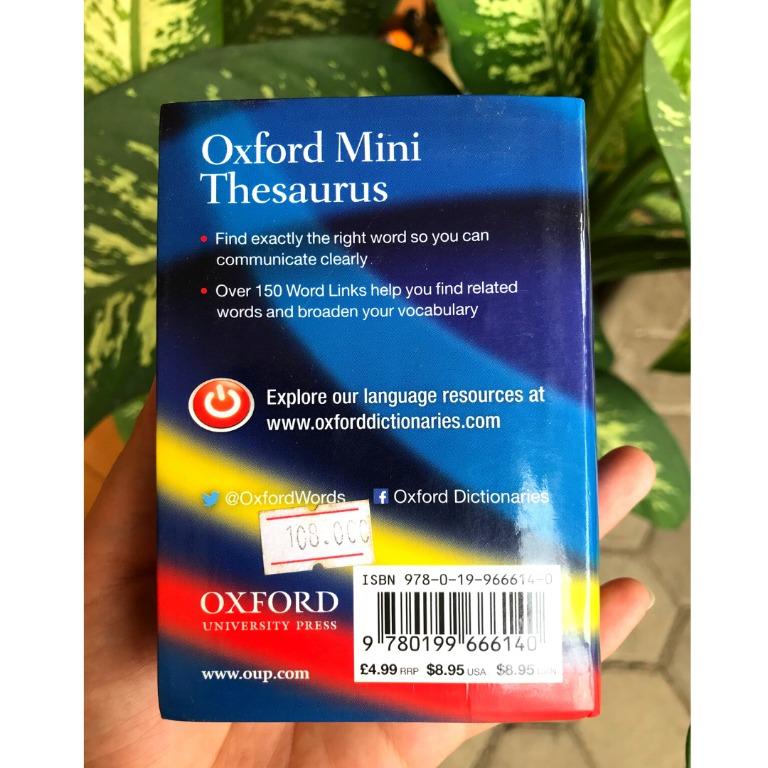 Oxford Mini
Thesaurus
• Find exactly the right word so you can
communicate clearly
• Over 150 Word Links help you find related
words and broaden your vocabulary
Explore our language resources at
www.oxforddictionaries.com
@OxfordWords
Oxford Dictionaries
108.000
ISBN 978-0-19-966614-0
OXFORD
UNIVERSITY PRESS
9 780199 666140
£4.99 RRP $8.95 USA $8.95 CAN
www.oup.com